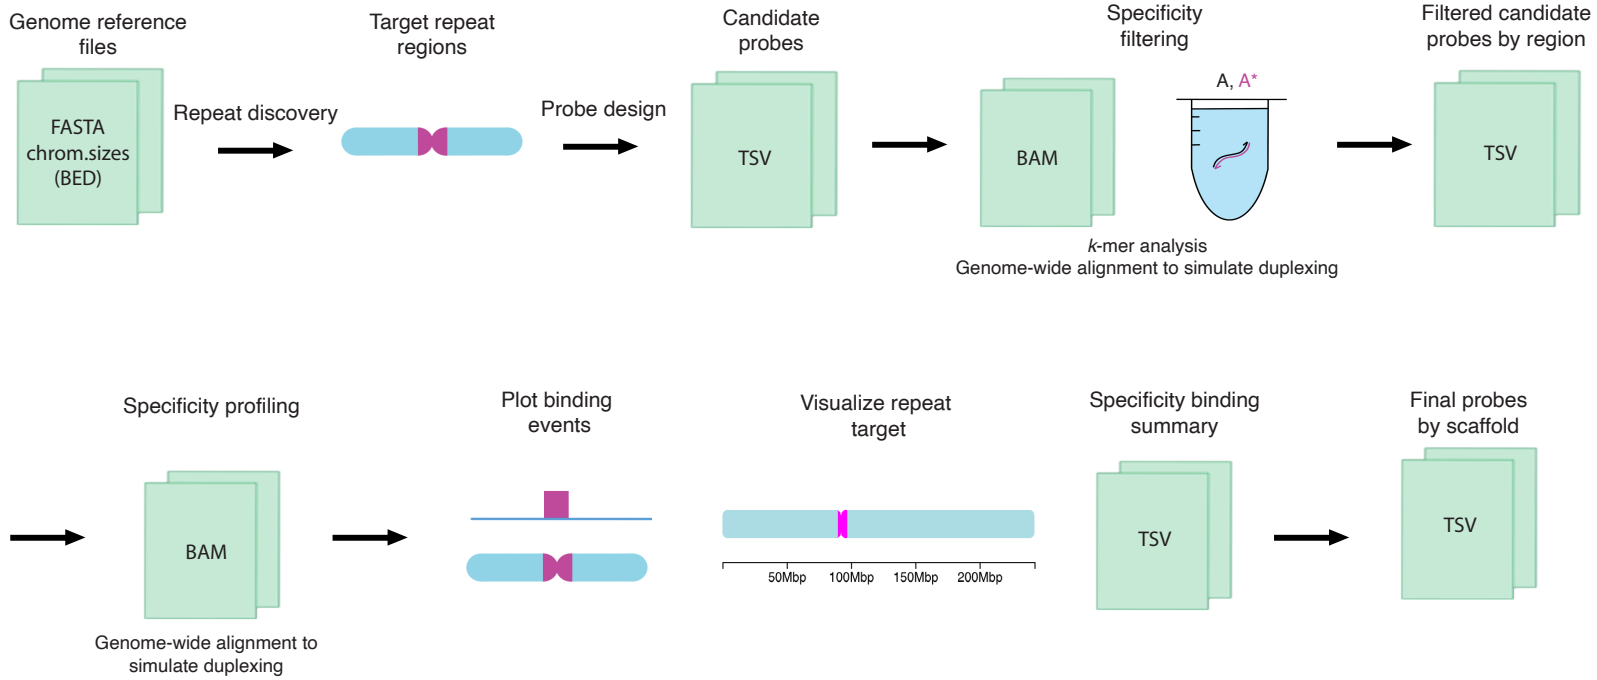 Genome reference
files
FASTA
chrom.sizes
(BED)
Repeat discovery
Target repeat
regions
Probe design
Candidate
probes
TSV
Specificity
filtering
BAM
A, A*
k-mer analysis
Genome-wide alignment to simulate duplexing
Filtered candidate
probes by region
TSV
Specificity profiling
BAM
Genome-wide alignment to
simulate duplexing
Plot binding
events
Visualize repeat
target
50Mbp 100Mbp 150Mbp 200Mbp
Specificity binding
summary
TSV
Final probes
by scaffold
TSV